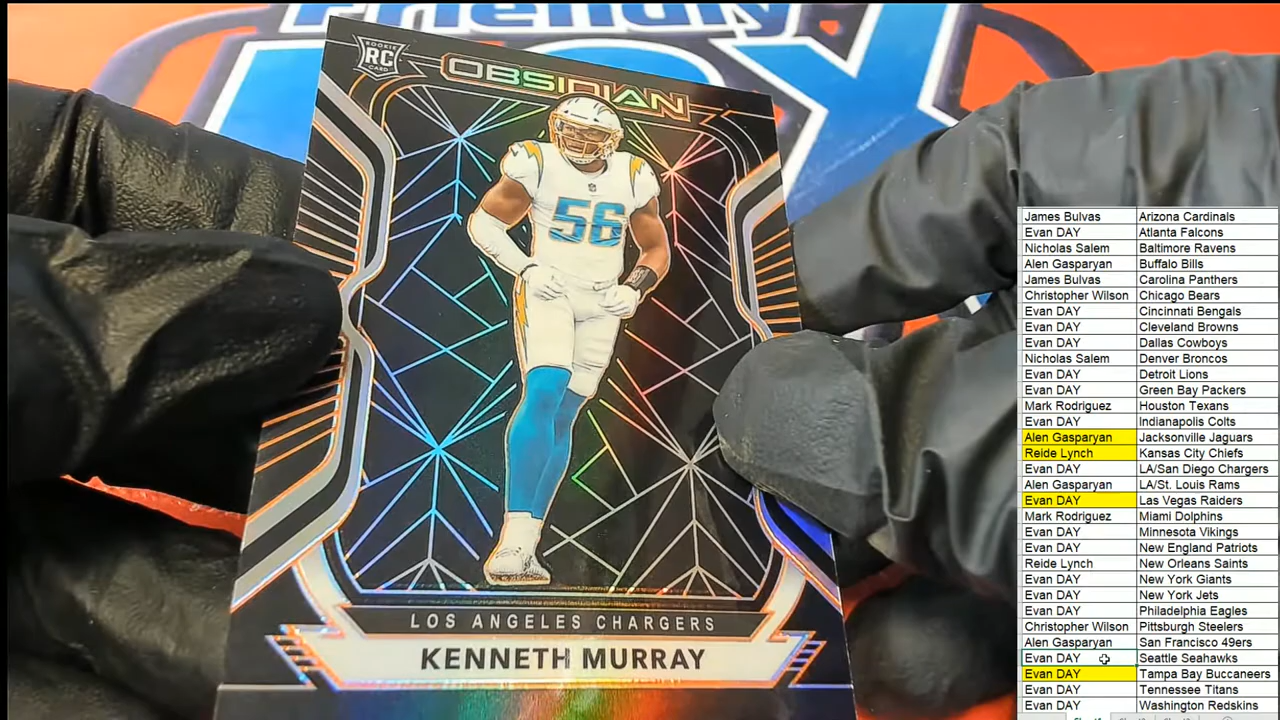 Friendly
ROOKIE
RC
CARD
OBSIDIAN
56
LOS ANGELES CHARGERS
KENNETH MURRAY
James Bulvas Arizona Cardinals
Evan DAY Atlanta Falcons
Nicholas Salem Baltimore Ravens
Alen Gasparyan Buffalo Bills
James Bulvas Carolina Panthers
Christopher Wilson Chicago Bears
Evan DAY Cincinnati Bengals
Evan DAY Cleveland Browns
Evan DAY Dallas Cowboys
Nicholas Salem Denver Broncos
Evan DAY Detroit Lions
Evan DAY Green Bay Packers
Mark Rodriguez Houston Texans
Evan DAY Indianapolis Colts
Alen Gasparyan Jacksonville Jaguars
Reide Lynch Kansas City Chiefs
Evan DAY LA/San Diego Chargers
Alen Gasparyan LA/St. Louis Rams
Evan DAY Las Vegas Raiders
Mark Rodriguez Miami Dolphins
Evan DAY Minnesota Vikings
Evan DAY New England Patriots
Reide Lynch New Orleans Saints
Evan DAY New York Giants
Evan DAY New York Jets
Evan DAY Philadelphia Eagles
Christopher Wilson Pittsburgh Steelers
Alen Gasparyan San Francisco 49ers
Evan DAY Seattle Seahawks
Evan DAY Tampa Bay Buccaneers
Evan DAY Tennessee Titans
Evan DAY Washington Redskins